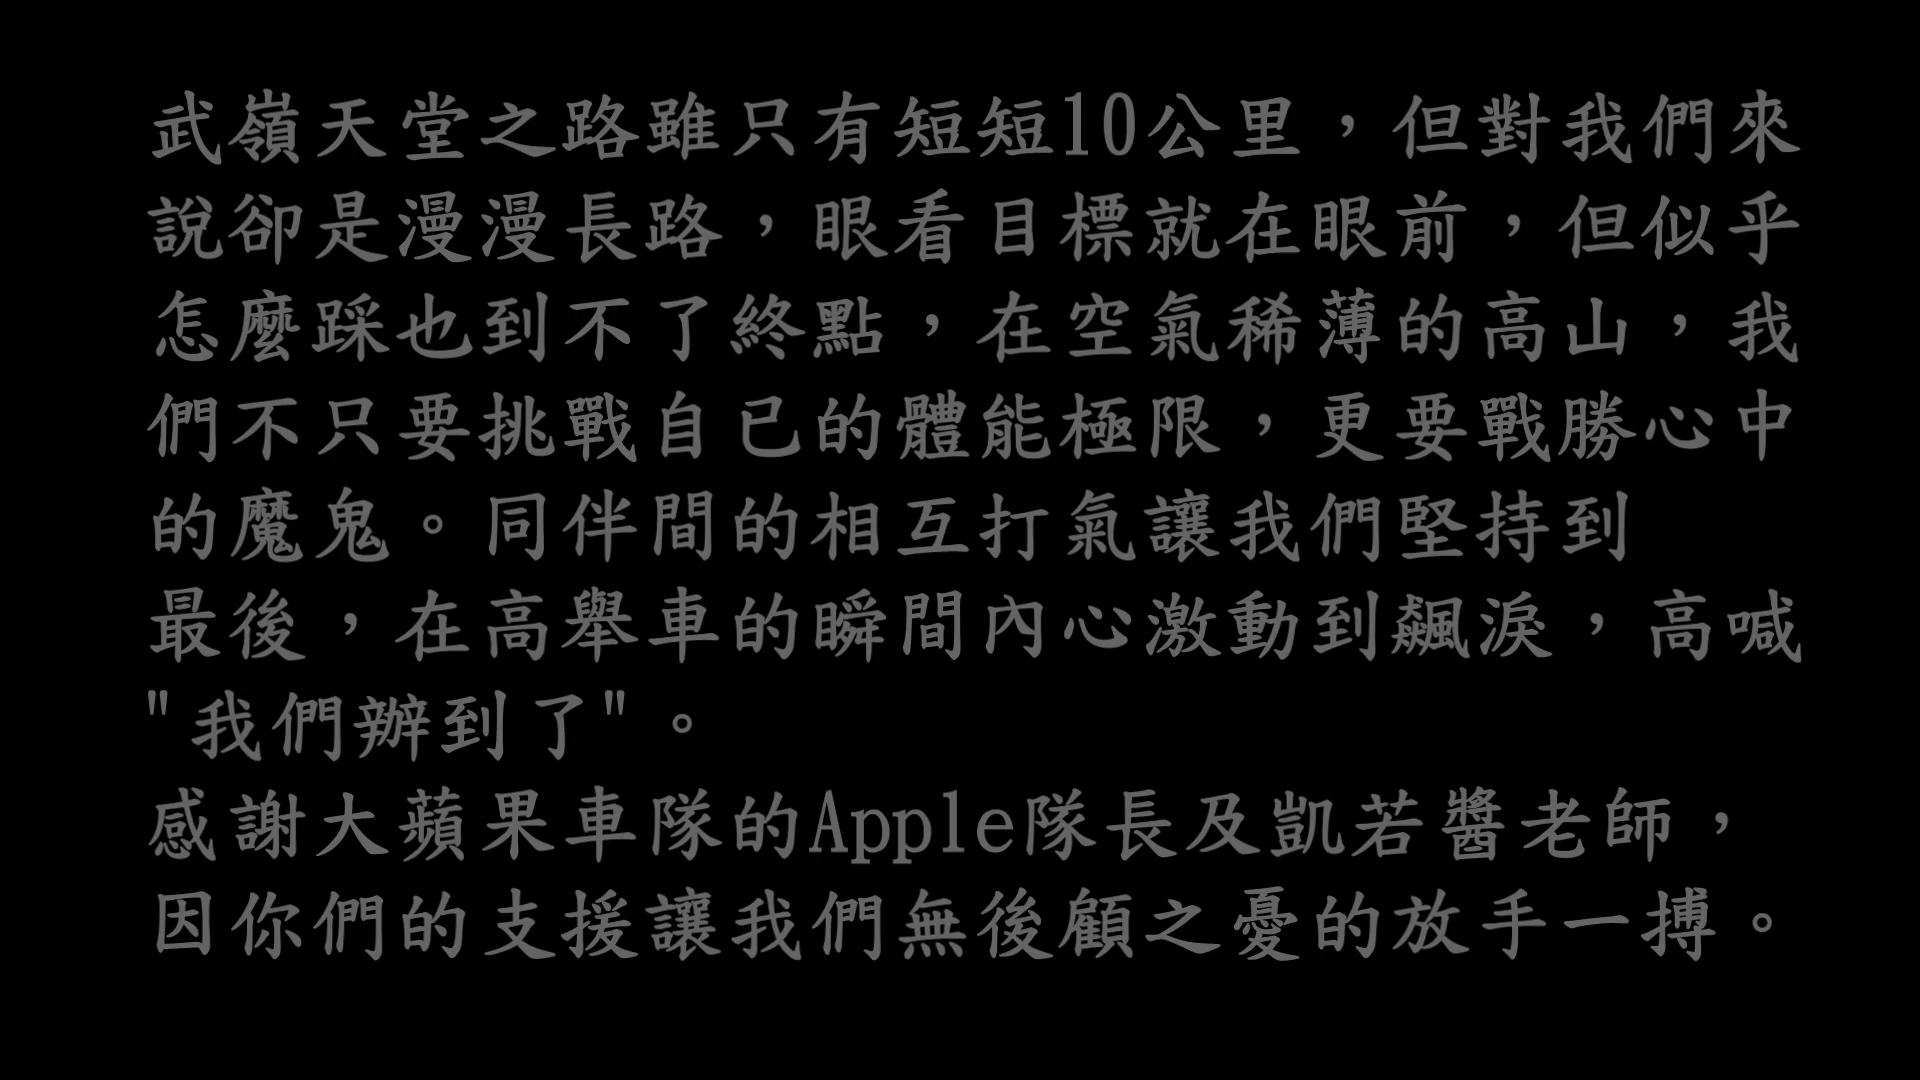 武嶺天堂之路雖只有短短10公里，但對我們來
說卻是漫漫長路，眼看目標就在眼前，但似乎
怎麼踩也到不了終點，在空氣稀薄的高山，我
們不只要挑戰自已的體能極限，更要戰勝心中
的魔鬼。同伴間的相互打氣讓我們堅持到
最後，在高舉車的瞬間內心激動到飆淚，高喊
"我們辦到了"。
感謝大蘋果車隊的Apple隊長及凱若醬老師，
因你們的支援讓我們無後顧之憂的放手一搏。